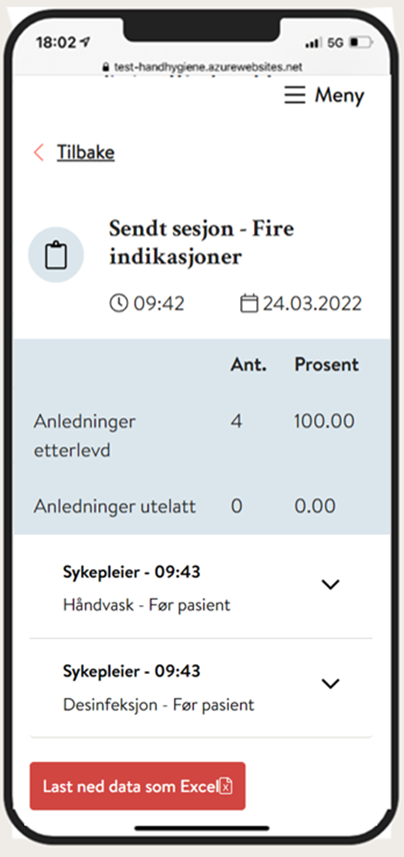 18:02
5G
test-handhygiene.azurewebsites.net
Meny
Tilbake
Sendt sesjon - Fire
indikasjoner
09:42 24.03.2022
Ant. Prosent
Anledninger 4 100.00
etterlevd
Anledninger utelatt 0 0.00
Sykepleier - 09:43
Håndvask - Før pasient
Sykepleier - 09:43
Desinfeksjon - Før pasient
Last ned data som Excel